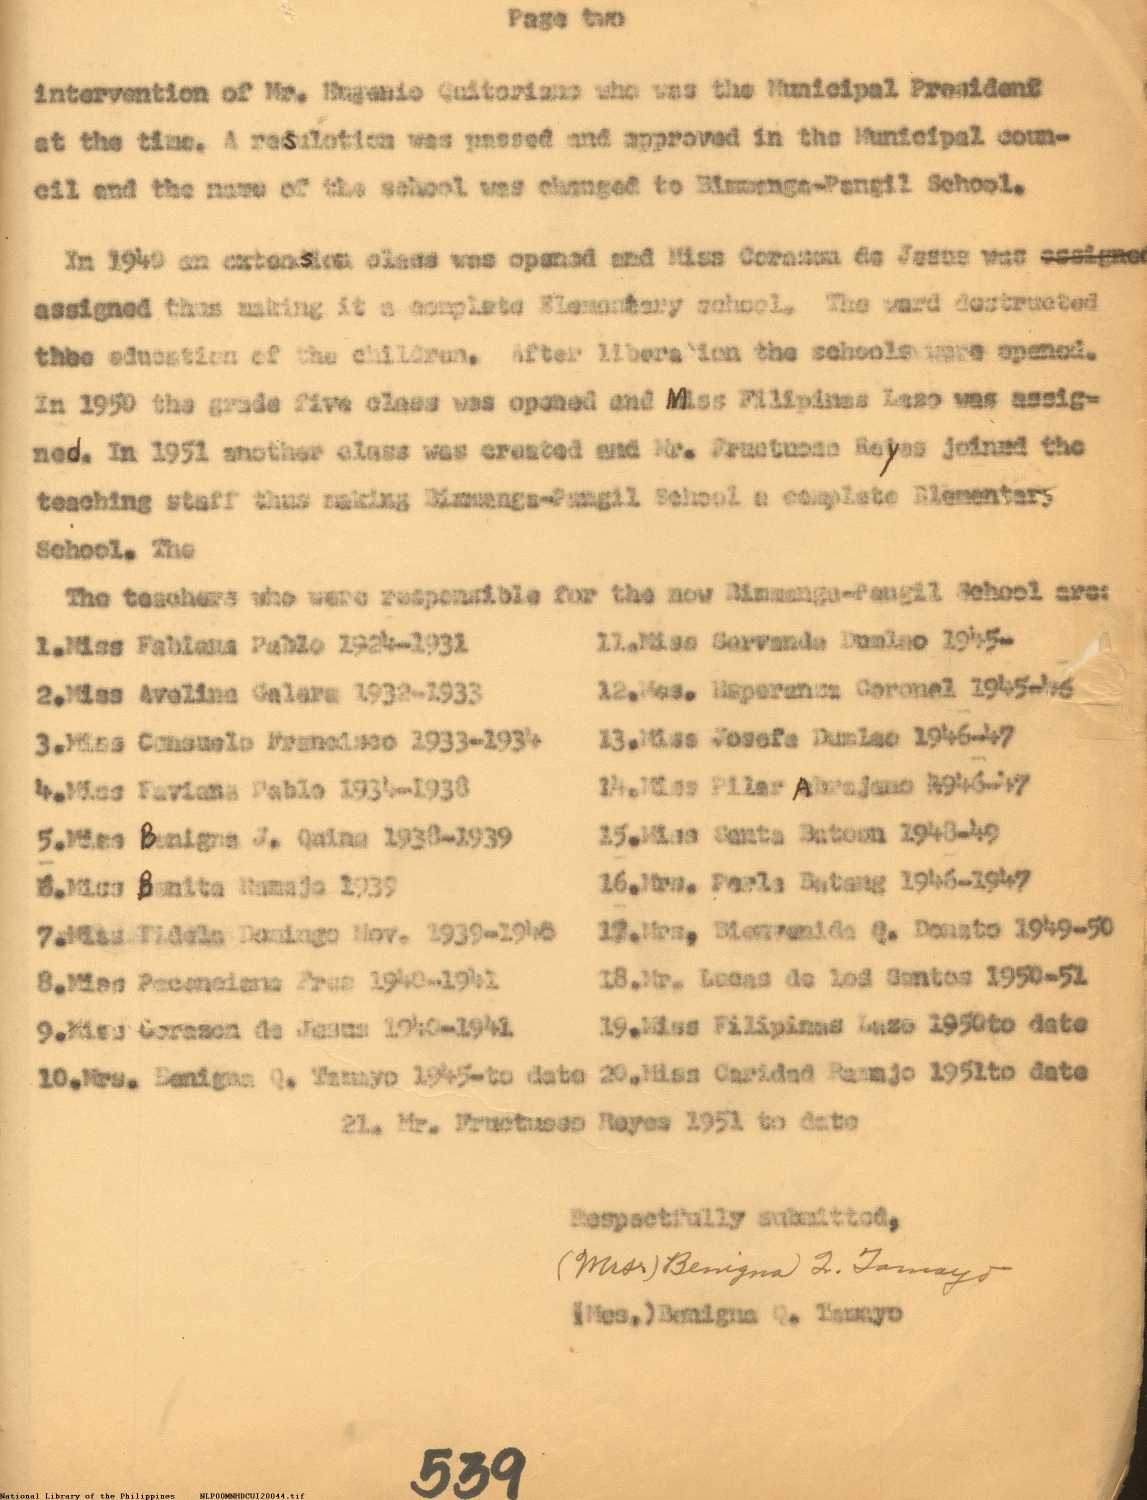 Page two
intervention of Mr. Eugenio Quitoriano who was the Municipal President
at the time. A resulotion was passed and approved in the Municipal coun-
cil and the name of the school was changed to Bimmanga-Pangil School.
In 1940 an extension class was opened and Miss Corazon de Jesus was assigned
assigned thus making it a complete Elementary school. The ward destructed
thee education of the children. After liberation the schools were opened.
In 1950 the grade five class was opened and Miss Filipinas Lazo was assig-
ned. In 1951 another class was created and Mr. Fructuoso Reyes joined the
teaching staff thus making Bimmanga-Pangil School a complete Elementary
School. The
The teachers who were responsible for the now Bimmanga-Pangil School are:
1.Miss Fabiana Pablo 1924-1931 11.Miss Servanda Dumlao 1945-
2.Miss Avelina Galera 1932-1933 12.Mes. Esperanza Coronel 1945-46
3.Miss Consuelo Francisco 1933-1934 13.Miss Josefa Dumlao 1946-47
4.Miss Faviana Pablo 1934-1938 14.Miss Pilar Abrajano 1946-47
5.Miss Benigna J. Quina 1938-1939 15.Miss Santa Batoon 1948-49
6.Miss Benita Ramajo 1939 16.Mrs. Perla Batang 1946-1947
7.Miss Fidela Domingo Nov. 1939-1940 17.Mrs, Bienvenida Q. Donato 1949-50
8.Miss Paconciana Frez 1940-1941 18.Mr. Lucas de los Santos 1950-51
9.Miss Corazon de Jesus 1940-1941 19.Miss Filipinas Lazo 1950to date
10.Mrs. Benigna Q. Tamayo 1945-to date 20.Miss Caridad Ramajo 1951to date
21. Mr. Fructuoso Reyes 1951 to date
Respectfully submitted,
(Mrs.) Benigna Q. Tamayo
(Mes.)Benigna Q. Tamayo
539
National Library of the Philippines NLPOOMNHDCUI20044.tif